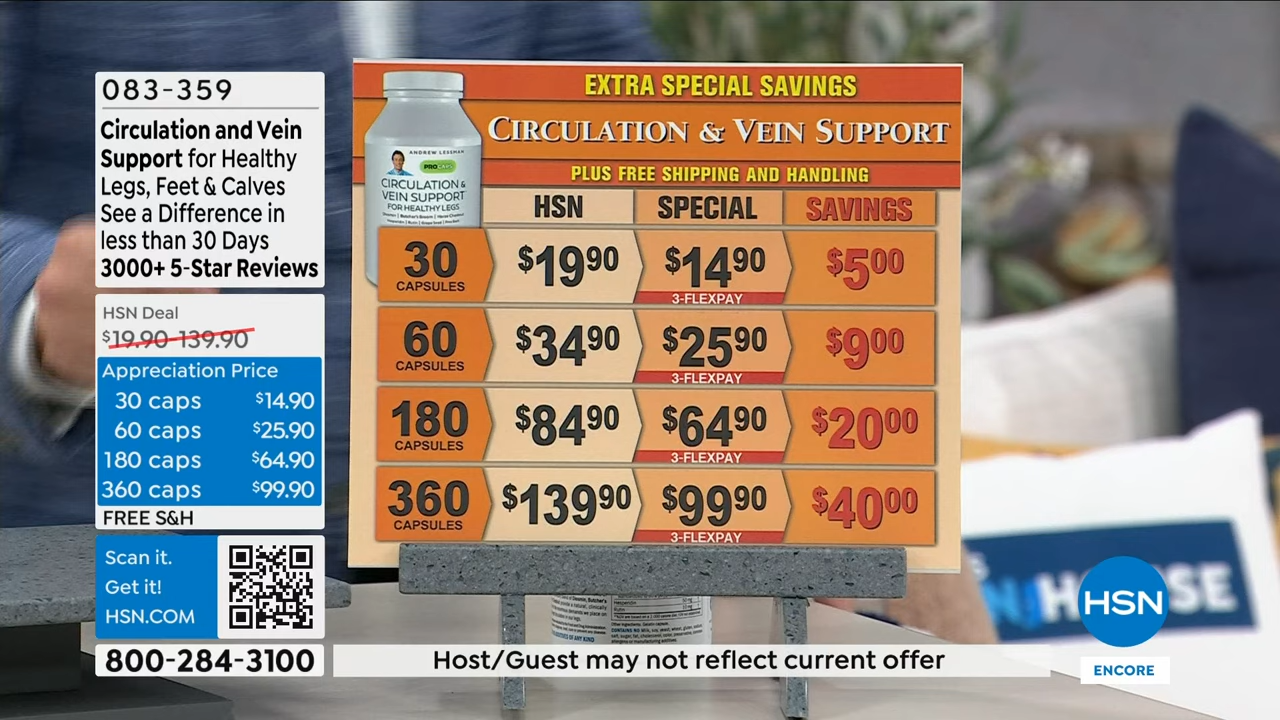 083-359
Circulation and Vein
Support for Healthy
Legs, Feet & Calves
See a Difference in
less than 30 Days
3000+ 5-Star Reviews
HSN Deal
$19.90-139.90
Appreciation Price
30 caps $14.90
60 caps $25.90
180 caps $64.90
360 caps $99.90
FREE S&H
Scan it.
Get it!
HSN.COM
800-284-3100
EXTRA SPECIAL SAVINGS
CIRCULATION & VEIN SUPPORT
PLUS FREE SHIPPING AND HANDLING
ANDREW LESSMAN
PROCAPS
CIRCULATION &
VEIN SUPPORT
FOR HEALTHY LEGS
HSN SPECIAL SAVINGS
30 CAPSULES $19.90 $14.90 $5.00
3-FLEXPAY
60 CAPSULES $34.90 $25.90 $9.00
3-FLEXPAY
180 CAPSULES $84.90 $64.90 $20.00
3-FLEXPAY
360 CAPSULES $139.90 $99.90 $40.00
3-FLEXPAY
Host/Guest may not reflect current offer
HSN
ENCORE